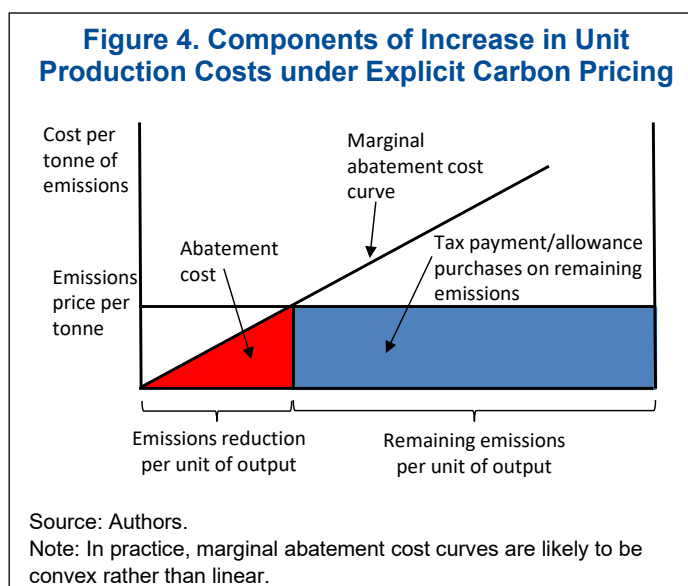 Figure 4. Components of Increase in Unit
Production Costs under Explicit Carbon Pricing
Cost per
tonne of
emissions
Marginal
abatement cost
curve
Abatement
cost
Tax payment/allowance
purchases on remaining
emissions
Emissions
price per
tonne
Emissions reduction
per unit of output
Remaining emissions
per unit of output
Source: Authors.
Note: In practice, marginal abatement cost curves are likely to be
convex rather than linear.